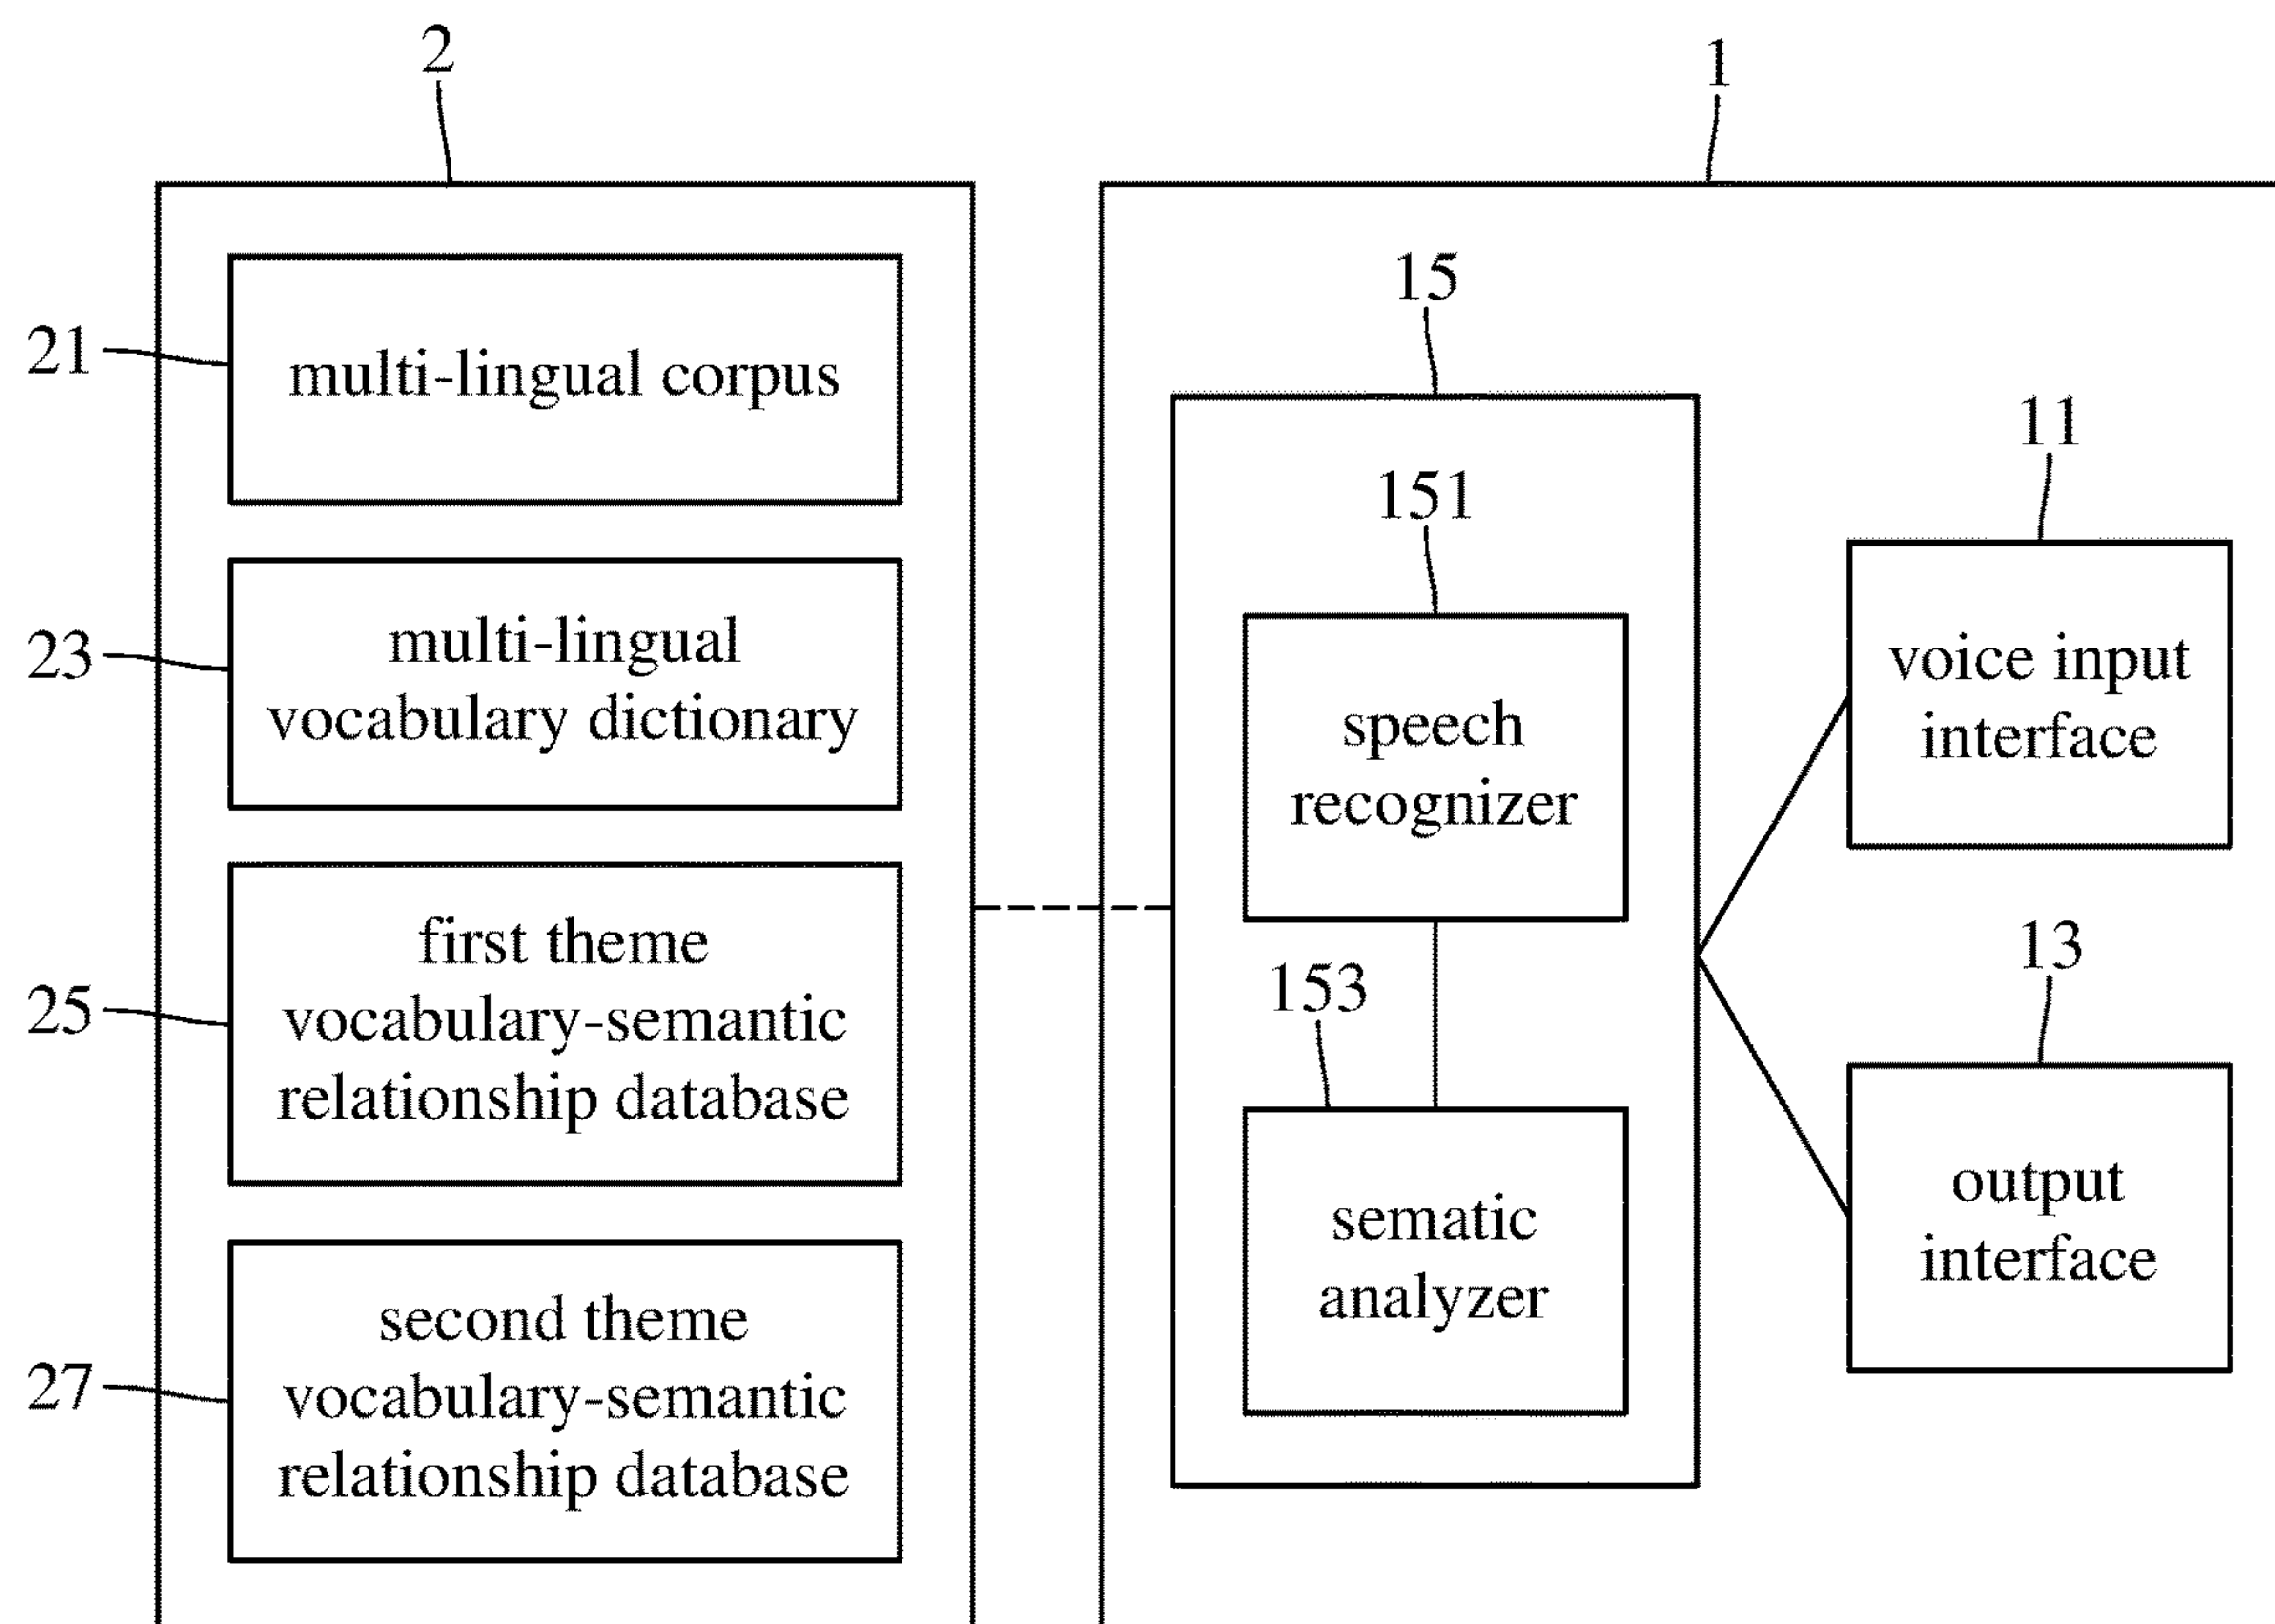 2
21
multi-lingual corpus
23
multi-lingual
vocabulary dictionary
25
first theme
vocabulary-semantic
relationship database
27
second theme
vocabulary-semantic
relationship database
1
15
151
speech
recognizer
153
sematic
analyzer
11
voice input
interface
13
output
interface